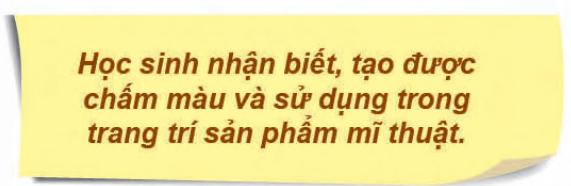 Học sinh nhận biết, tạo được
chấm màu và sử dụng trong
trang trí sản phẩm mĩ thuật.